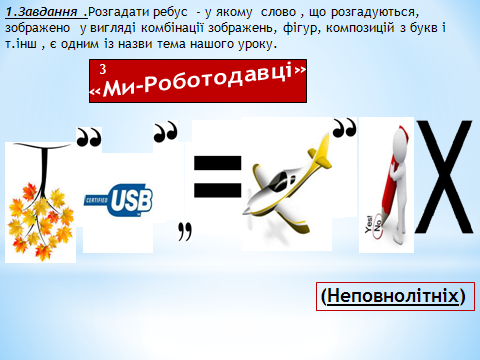 1.Завдання .Розгадати ребус - у якому слово , що розгадуються,
зображено у вигляді комбінації зображень, фігур, композицій з букв і
т.інш , є одним із назви тема нашого уроку.
3
«Ми-Роботодавці»
” ” ”
CERTIFIED USB
=
Yes!
No
Х
„
(Неповнолітніх)